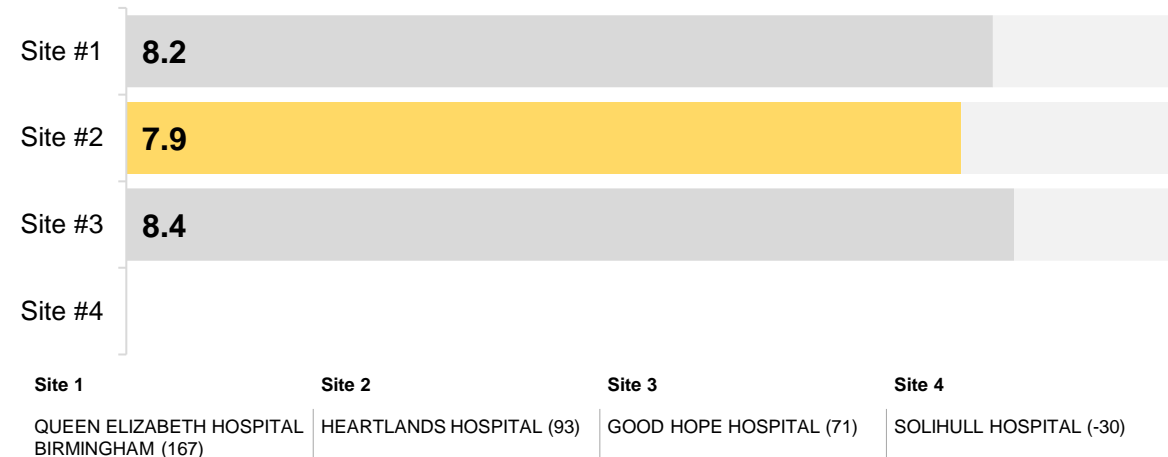 Site #1 8.2
Site #2 7.9
Site #3 8.4
Site #4
Site 1 Site 2 Site 3 Site 4
QUEEN ELIZABETH HOSPITAL HEARTLANDS HOSPITAL (93) GOOD HOPE HOSPITAL (71) SOLIHULL HOSPITAL (-30)
BIRMINGHAM (167)